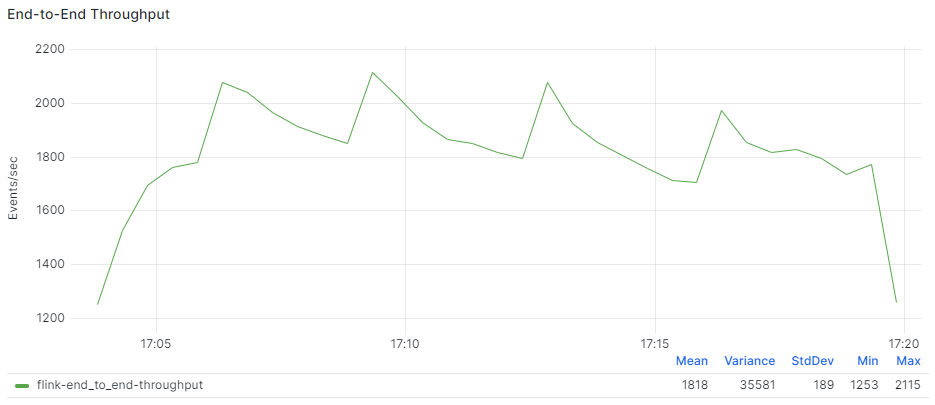 End-to-End Throughput
2200
2000
1800
1600
1400
1200
Events/sec
17:05 17:10 17:15 17:20
Mean Variance StdDev Min Max
flink-end_to_end-throughput 1818 35581 189 1253 2115